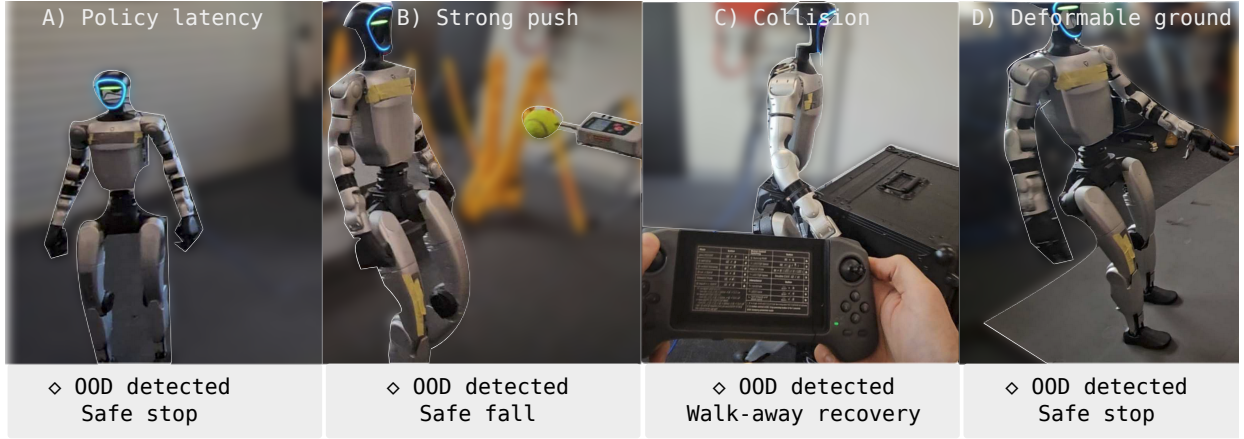 A) Policy latency
B) Strong push
C) Collision
D) Deformable ground
◇ OOD detected
Safe stop
◇ OOD detected
Safe fall
◇ OOD detected
Walk-away recovery
◇ OOD detected
Safe stop